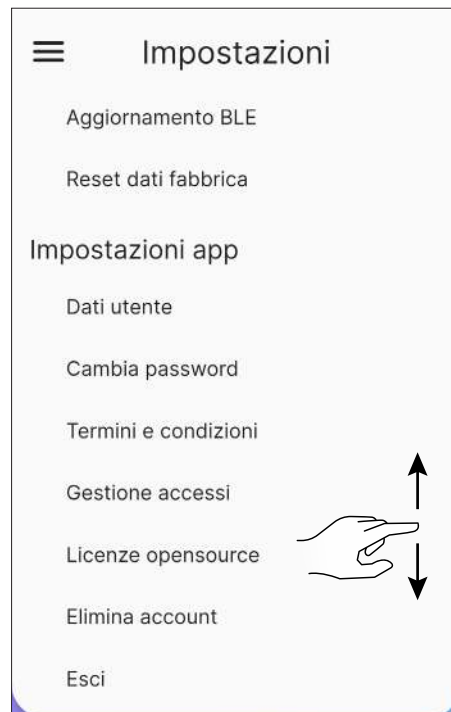 Impostazioni
Aggiornamento BLE
Reset dati fabbrica
Impostazioni app
Dati utente
Cambia password
Termini e condizioni
Gestione accessi
Licenze opensource
Elimina account
Esci